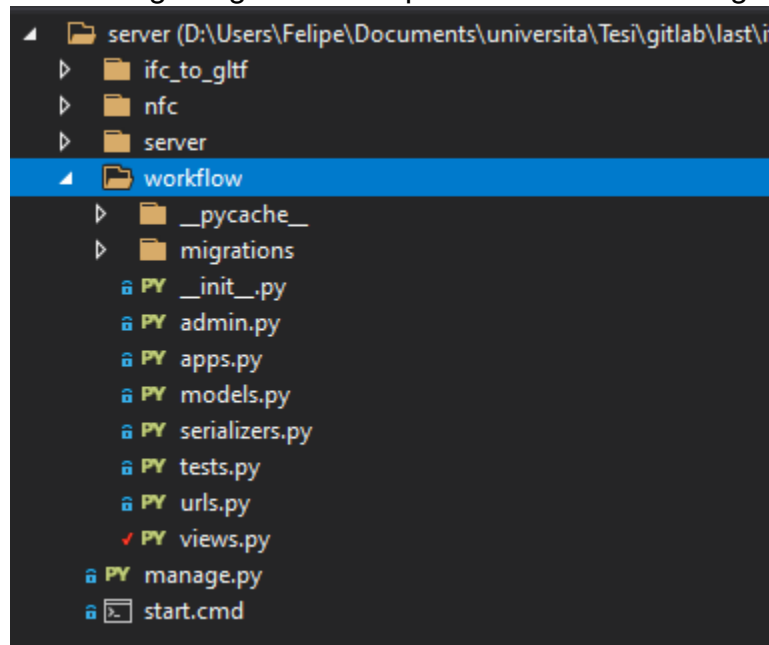 server (D:\Users\Felipe\Documents\universita\Tesi\gitlab\last\i
ifc_to_gltf
nfc
server
workflow
__pycache__
migrations
PY __init__.py
PY admin.py
PY apps.py
PY models.py
PY serializers.py
PY tests.py
PY urls.py
PY views.py
PY manage.py
start.cmd